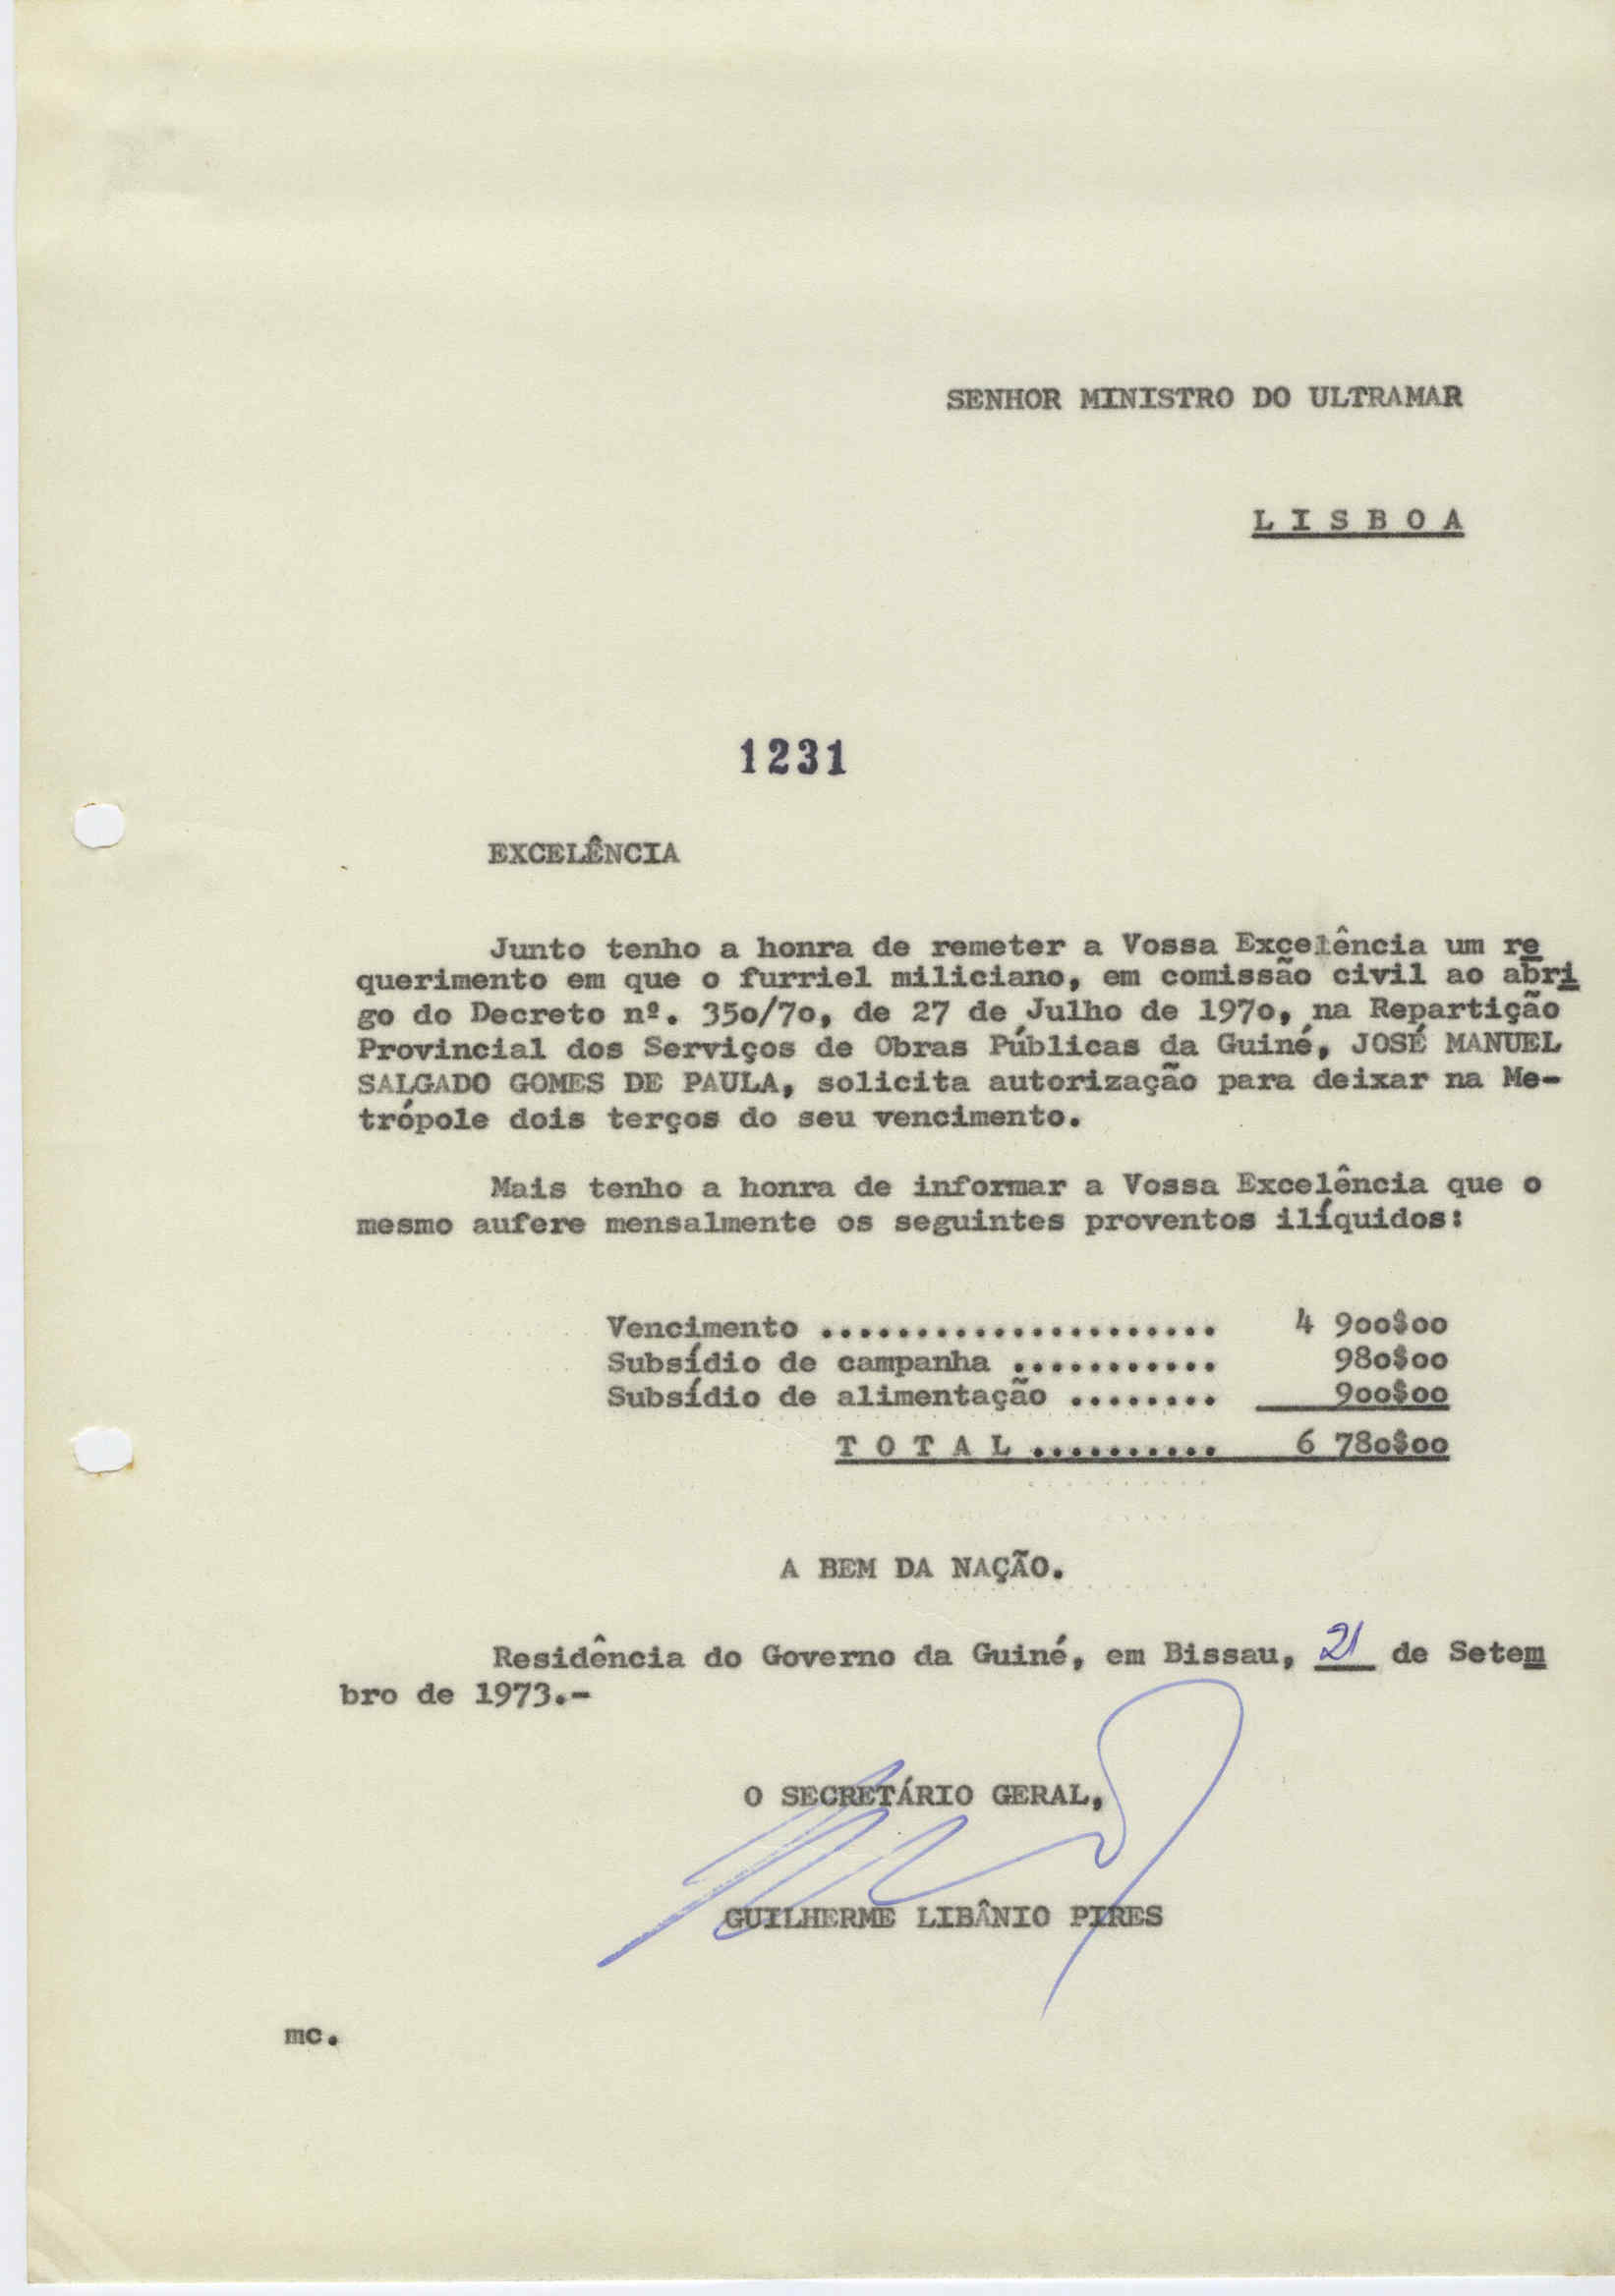 SENHOR MINISTRO DO ULTRAMAR
L I S B O A
1231
EXCELÊNCIA
Junto tenho a honra de remeter a Vossa Excelência um re
querimento em que o furriel miliciano, em comissão civil ao abri
go do Decreto nº. 350/70, de 27 de Julho de 1970, na Repartição
Provincial dos Serviços de Obras Públicas da Guiné, JOSÉ MANUEL
SALGADO GOMES DE PAULA, solicita autorização para deixar na Me-
trópole dois terços do seu vencimento.
Mais tenho a honra de informar a Vossa Excelência que o
mesmo aufere mensalmente os seguintes proventos ilíquidos:
Vencimento ..................... 4 900$00
Subsídio de campanha ........... 980$00
Subsídio de alimentação ........ 900$00
T O T A L .......... 6 780$00
A BEM DA NAÇÃO.
Residência do Governo da Guiné, em Bissau, 21 de Setem
bro de 1973.-
O SECRETÁRIO GERAL,
GUILHERME LIBÂNIO PIRES
mc.